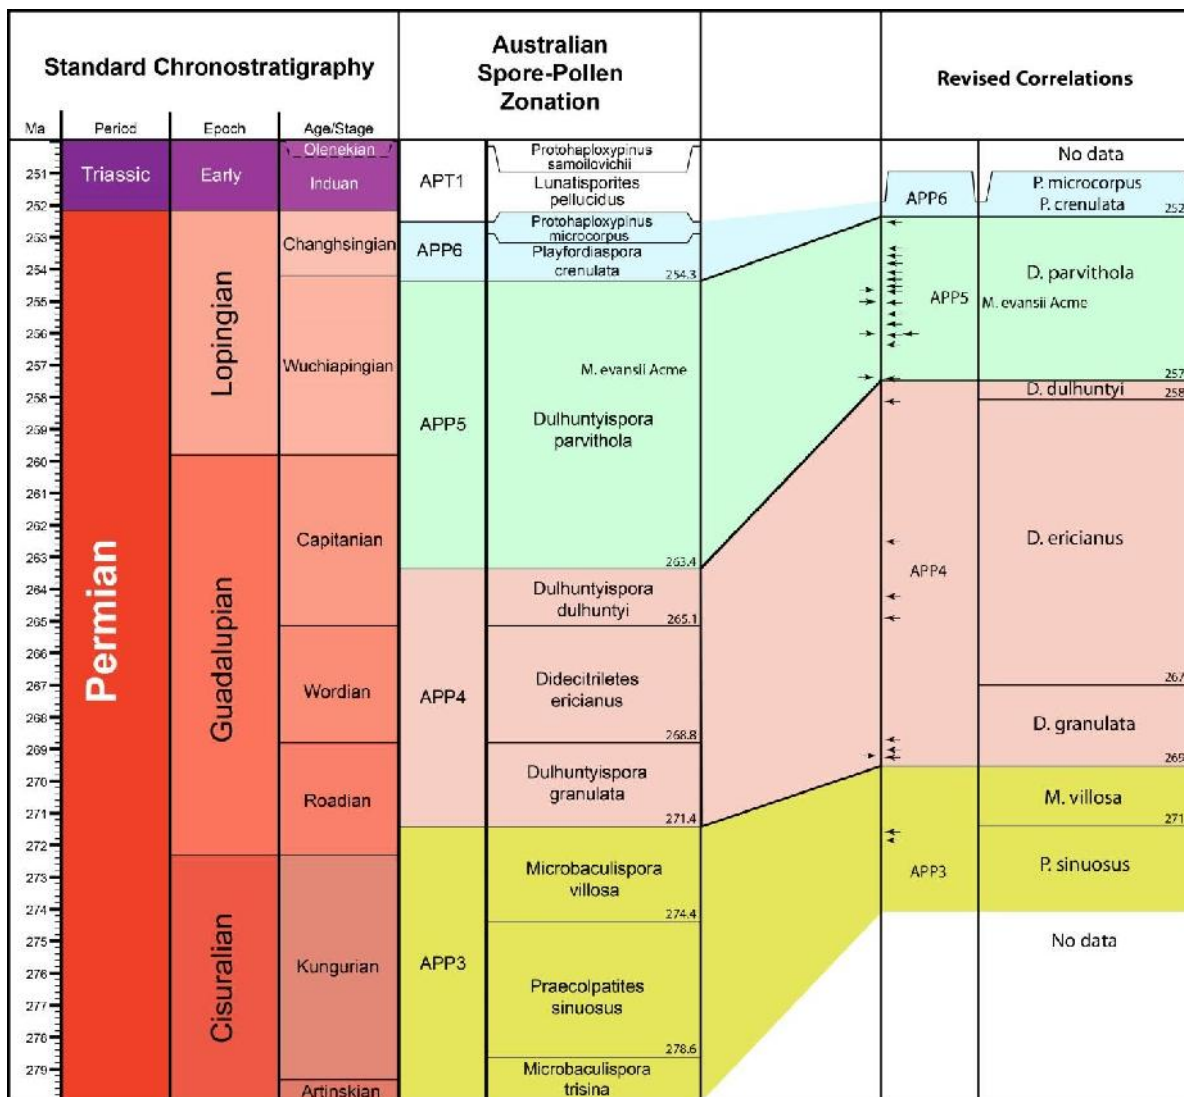 Standard Chronostratigraphy
Australian
Spore-Pollen
Zonation
Revised Correlations
Ma
Period
Epoch
Age/Stage
251
252
253
254
255
256
257
258
259
260
261
262
263
264
265
266
267
268
269
270
271
272
273
274
275
276
277
278
279
Triassic
Permian
Early
Lopingian
Guadalupian
Cisuralian
Olenekian
Induan
Changhsingian
Wuchiapingian
Capitanian
Wordian
Roadian
Kungurian
Artinskian
APT1
APP6
APP5
APP4
APP3
Protohaploxypinus
samoilovichii
Lunatisporites
pellucidus
Protohaploxypinus
microcorpus
Playfordiaspora
crenulata
254.3
M. evansii Acme
Dulhuntyispora
parvithola
263.4
Dulhuntyispora
dulhuntyi
265.1
Didecitriletes
ericianus
268.8
Dulhuntyispora
granulata
271.4
Microbaculispora
villosa
274.4
Praecolpatites
sinuosus
278.6
Microbaculispora
trisina
APP6
APP5
APP4
APP3
No data
P. microcorpus
P. crenulata
252
D. parvithola
M. evansii Acme
257
D. dulhuntyi
258
D. ericianus
267
D. granulata
269
M. villosa
271
P. sinuosus
No data